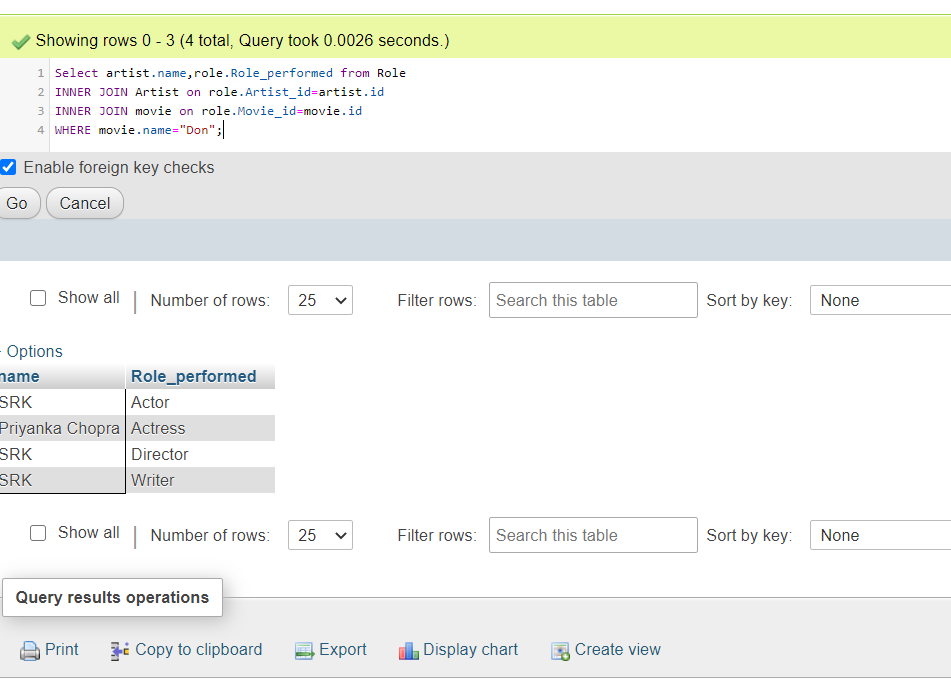 Showing rows 0 - 3 (4 total, Query took 0.0026 seconds.)
1 Select artist.name,role.Role_performed from Role
2 INNER JOIN Artist on role.Artist_id=artist.id
3 INNER JOIN movie on role.Movie_id=movie.id
4 WHERE movie.name="Don";
Enable foreign key checks
Go Cancel
Show all | Number of rows: 25 Filter rows: Search this table Sort by key: None
Options
name Role_performed
SRK Actor
Priyanka Chopra Actress
SRK Director
SRK Writer
Show all | Number of rows: 25 Filter rows: Search this table Sort by key: None
Query results operations
Print Copy to clipboard Export Display chart Create view